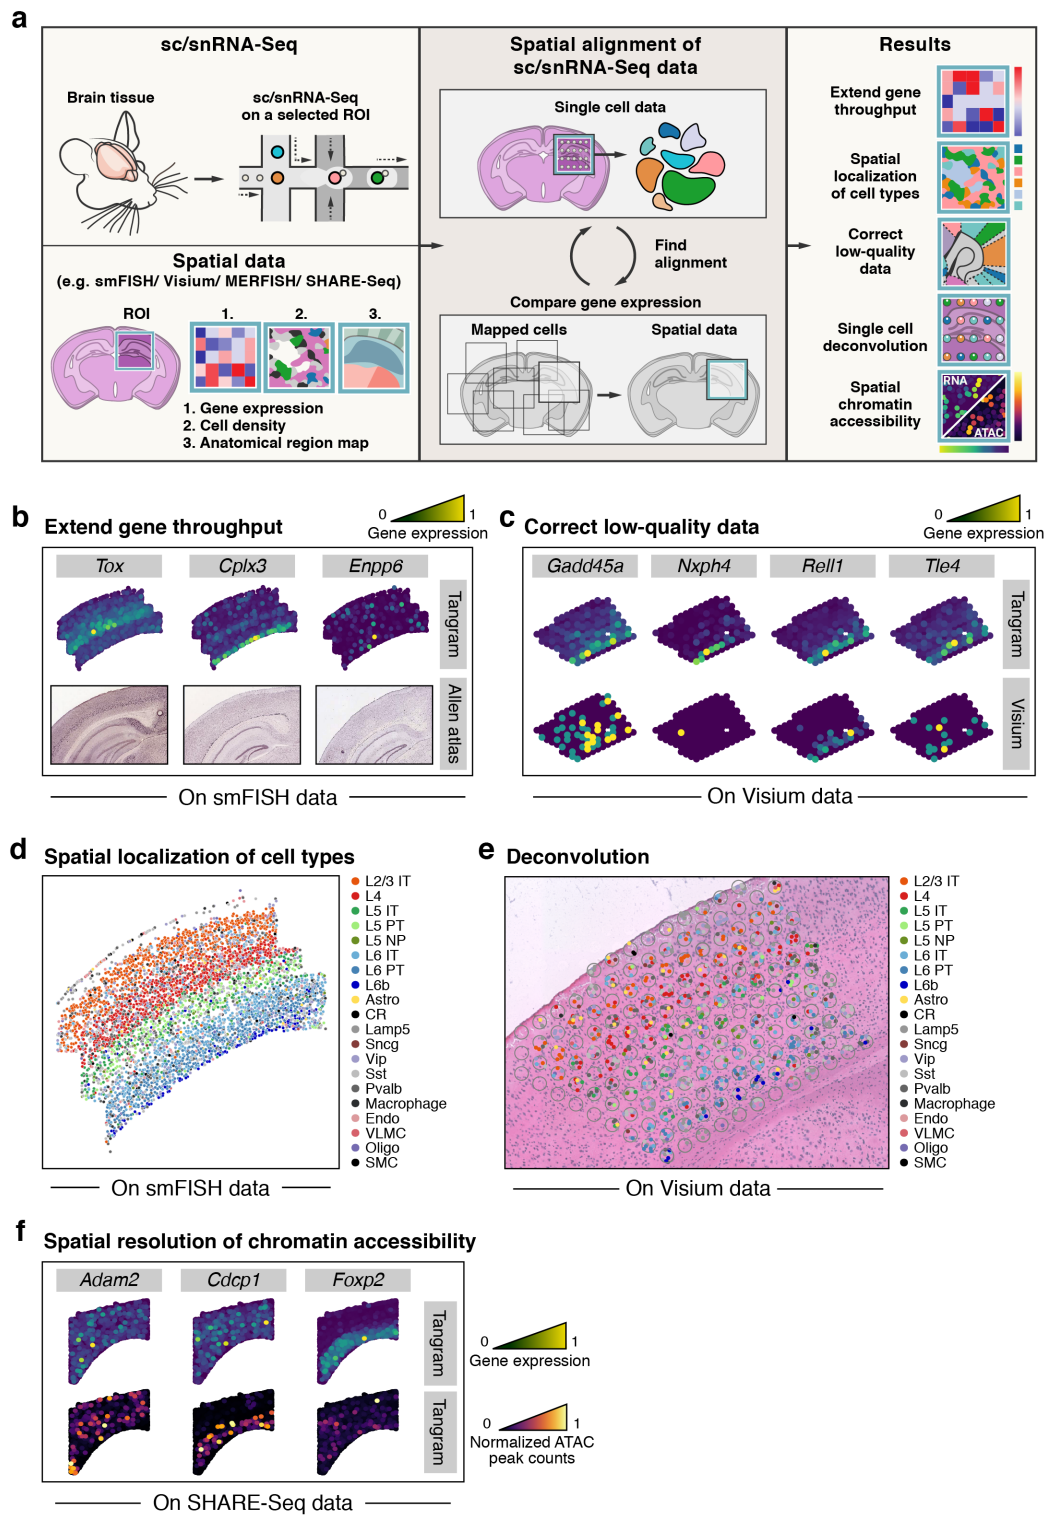 a
sc/snRNA-Seq
Brain tissue
sc/snRNA-Seq
on a selected ROI
Spatial data
(e.g. smFISH/ Visium/ MERFISH/ SHARE-Seq)
ROI
1.
2.
3.
1. Gene expression
2. Cell density
3. Anatomical region map
Spatial alignment of
sc/snRNA-Seq data
Single cell data
Find
alignment
Compare gene expression
Mapped cells
Spatial data
Results
Extend gene
throughput
Spatial
localization
of cell types
Correct
low-quality
data
Single cell
deconvolution
Spatial
chromatin
accessibility
RNA
ATAC
b
Extend gene throughput
0
1
Gene expression
Tox
Cplx3
Enpp6
Tangram
Allen atlas
On smFISH data
c
Correct low-quality data
0
1
Gene expression
Gadd45a
Nxph4
Rell1
Tle4
Tangram
Visium
On Visium data
d
Spatial localization of cell types
L2/3 IT
L4
L5 IT
L5 PT
L5 NP
L6 IT
L6 PT
L6b
Astro
CR
Lamp5
Sncg
Vip
Sst
Pvalb
Macrophage
Endo
VLMC
Oligo
SMC
On smFISH data
e
Deconvolution
L2/3 IT
L4
L5 IT
L5 PT
L5 NP
L6 IT
L6 PT
L6b
Astro
CR
Lamp5
Sncg
Vip
Sst
Pvalb
Macrophage
Endo
VLMC
Oligo
SMC
On Visium data
f
Spatial resolution of chromatin accessibility
Adam2
Cdcp1
Foxp2
Tangram
Tangram
0
1
Gene expression
0
1
Normalized ATAC
peak counts
On SHARE-Seq data